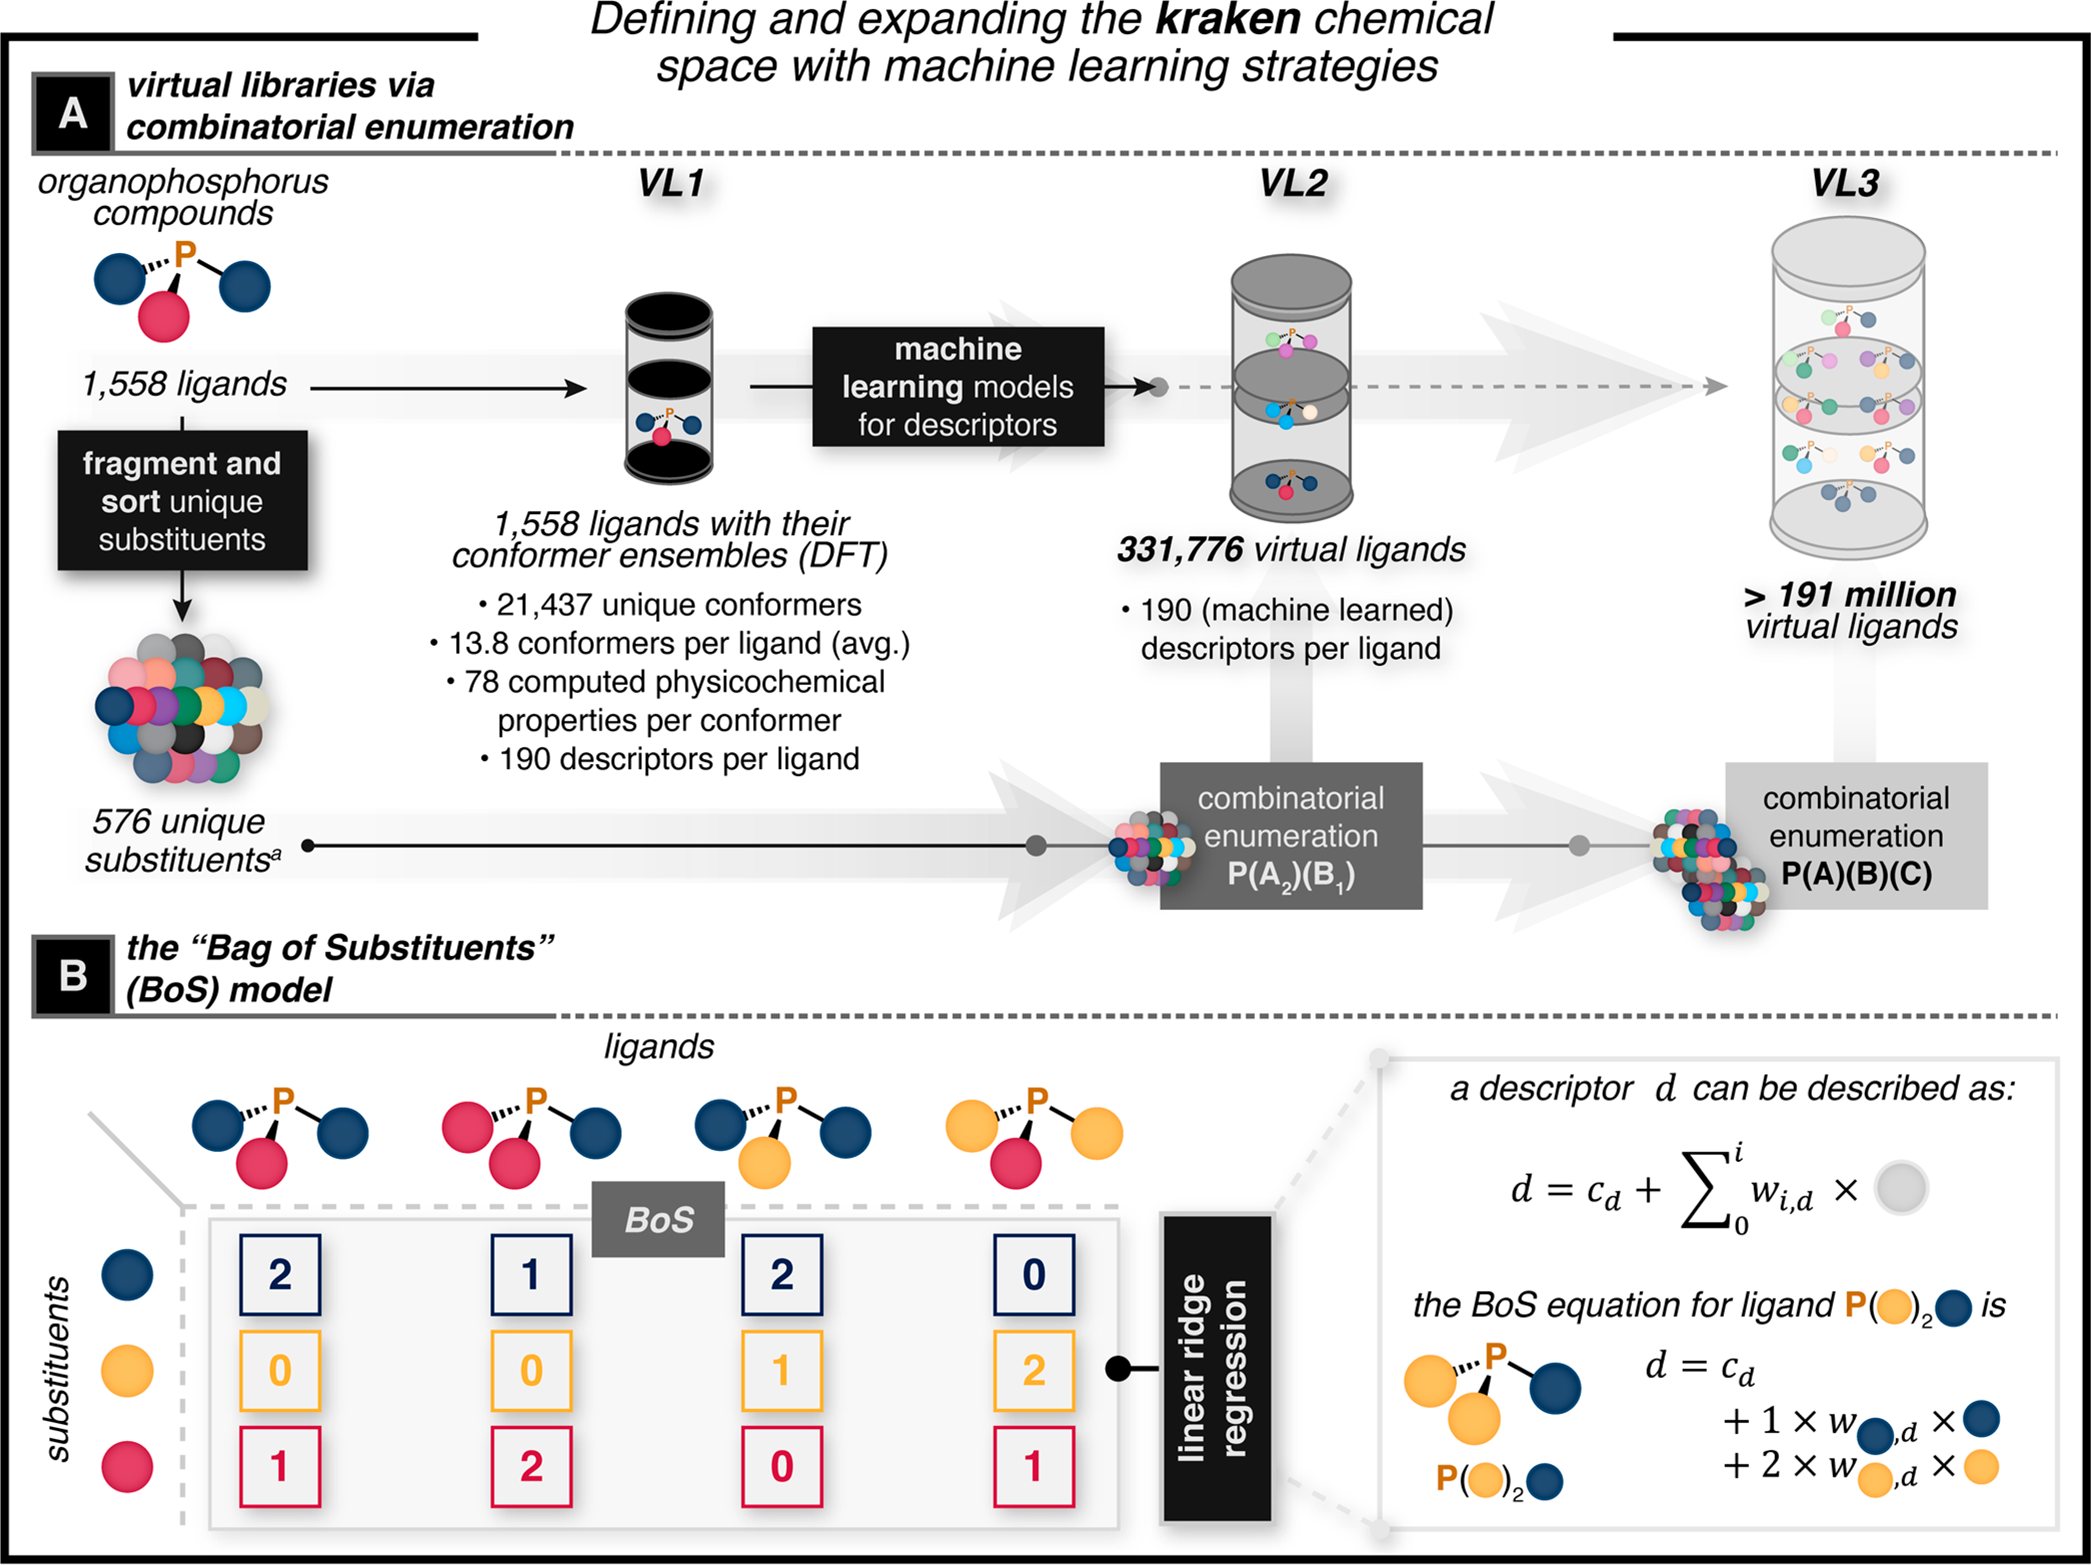 Defining and expanding the kraken chemical
space with machine learning strategies
A
virtual libraries via
combinatorial enumeration
organophosphorus
compounds
P
1,558 ligands
fragment and
sort unique
substituents
576 unique
substituentsᵃ
VL1
P
1,558 ligands with their
conformer ensembles (DFT)
• 21,437 unique conformers
• 13.8 conformers per ligand (avg.)
• 78 computed physicochemical
properties per conformer
• 190 descriptors per ligand
machine
learning models
for descriptors
VL2
P
P
P
331,776 virtual ligands
• 190 (machine learned)
descriptors per ligand
combinatorial
enumeration
P(A₂)(B₁)
VL3
P
P P
P P
P P
P
> 191 million
virtual ligands
combinatorial
enumeration
P(A)(B)(C)
B
the “Bag of Substituents”
(BoS) model
ligands
P P P P
BoS
substituents
2 1 2 0
0 0 1 2
1 2 0 1
linear ridge
regression
a descriptor d can be described as:
d = c_d + ∑₀ⁱ w_{i,d} ×
the BoS equation for ligand P( )₂ is
P
P( )₂
d = c_d
+ 1 × w ,d ×
+ 2 × w ,d ×